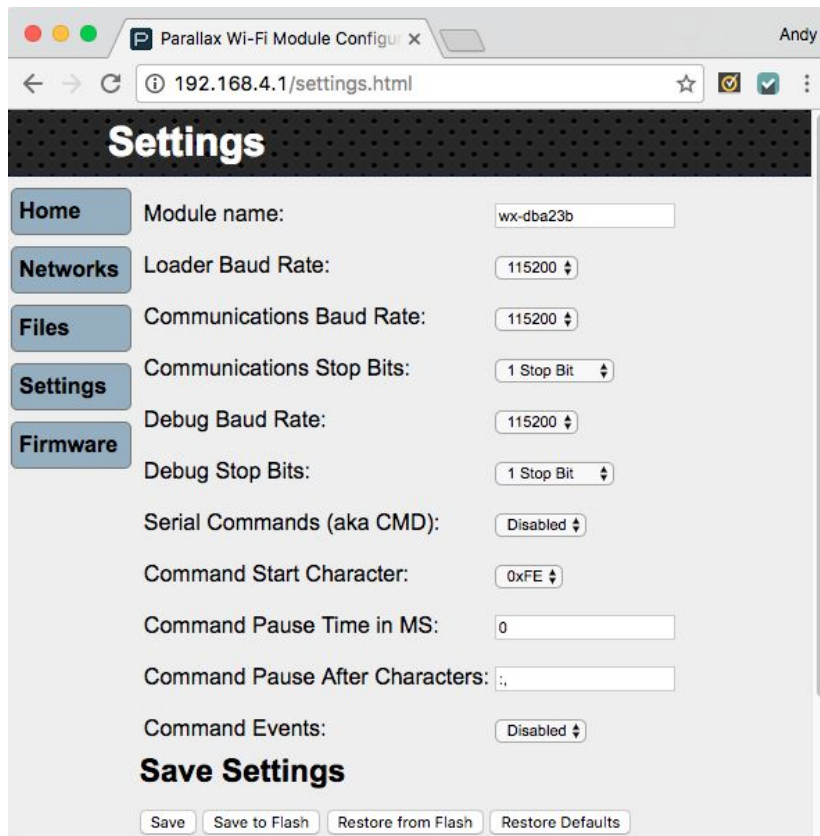 Parallax Wi-Fi Module Configu
Andy
192.168.4.1/settings.html
Settings
Home
Networks
Files
Settings
Firmware
Module name: wx-dba23b
Loader Baud Rate: 115200
Communications Baud Rate: 115200
Communications Stop Bits: 1 Stop Bit
Debug Baud Rate: 115200
Debug Stop Bits: 1 Stop Bit
Serial Commands (aka CMD): Disabled
Command Start Character: 0xFE
Command Pause Time in MS: 0
Command Pause After Characters: :,
Command Events: Disabled
Save Settings
Save Save to Flash Restore from Flash Restore Defaults